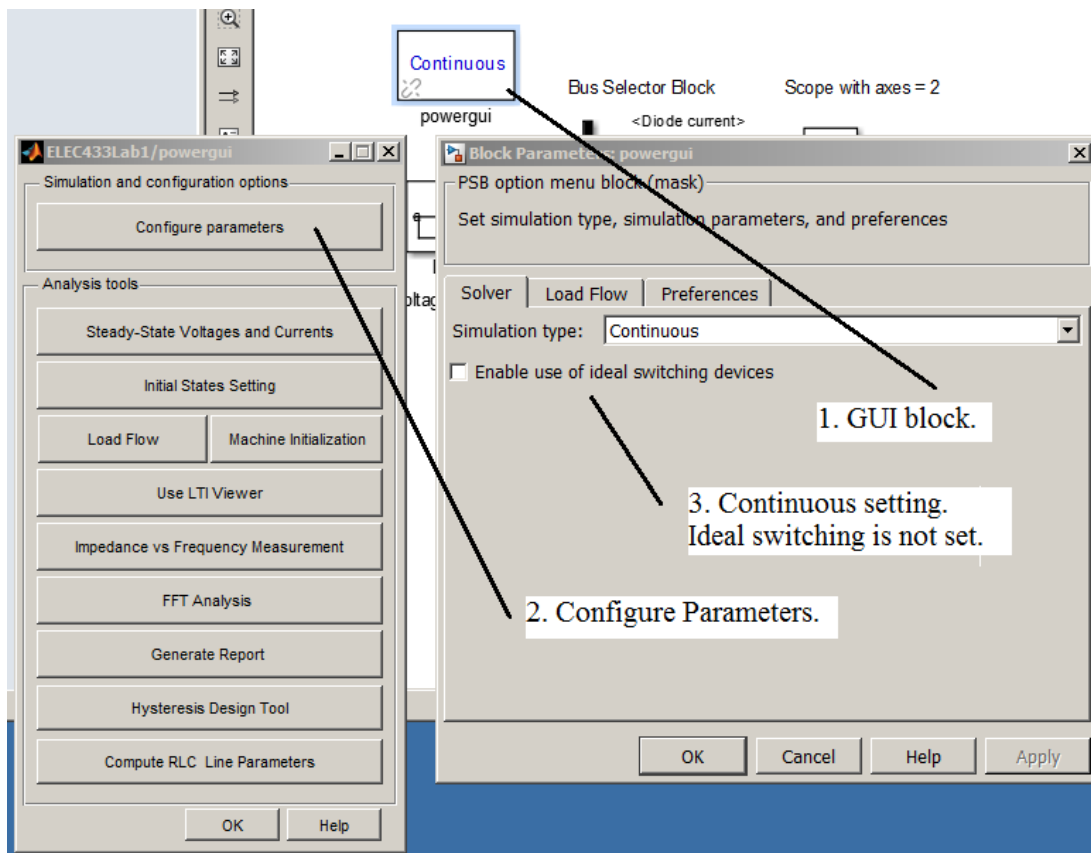 Continuous
powergui
Bus Selector Block
Scope with axes = 2
<Diode current>
ELEC433Lab1/powergui
Simulation and configuration options
Configure parameters
Analysis tools
Steady-State Voltages and Currents
Initial States Setting
Load Flow
Machine Initialization
Use LTI Viewer
Impedance vs Frequency Measurement
FFT Analysis
Generate Report
Hysteresis Design Tool
Compute RLC Line Parameters
OK
Help
Block Parameters: powergui
PSB option menu block (mask)
Set simulation type, simulation parameters, and preferences
Solver
Load Flow
Preferences
Simulation type:
Continuous
Enable use of ideal switching devices
1. GUI block.
3. Continuous setting.
Ideal switching is not set.
2. Configure Parameters.
OK
Cancel
Help
Apply